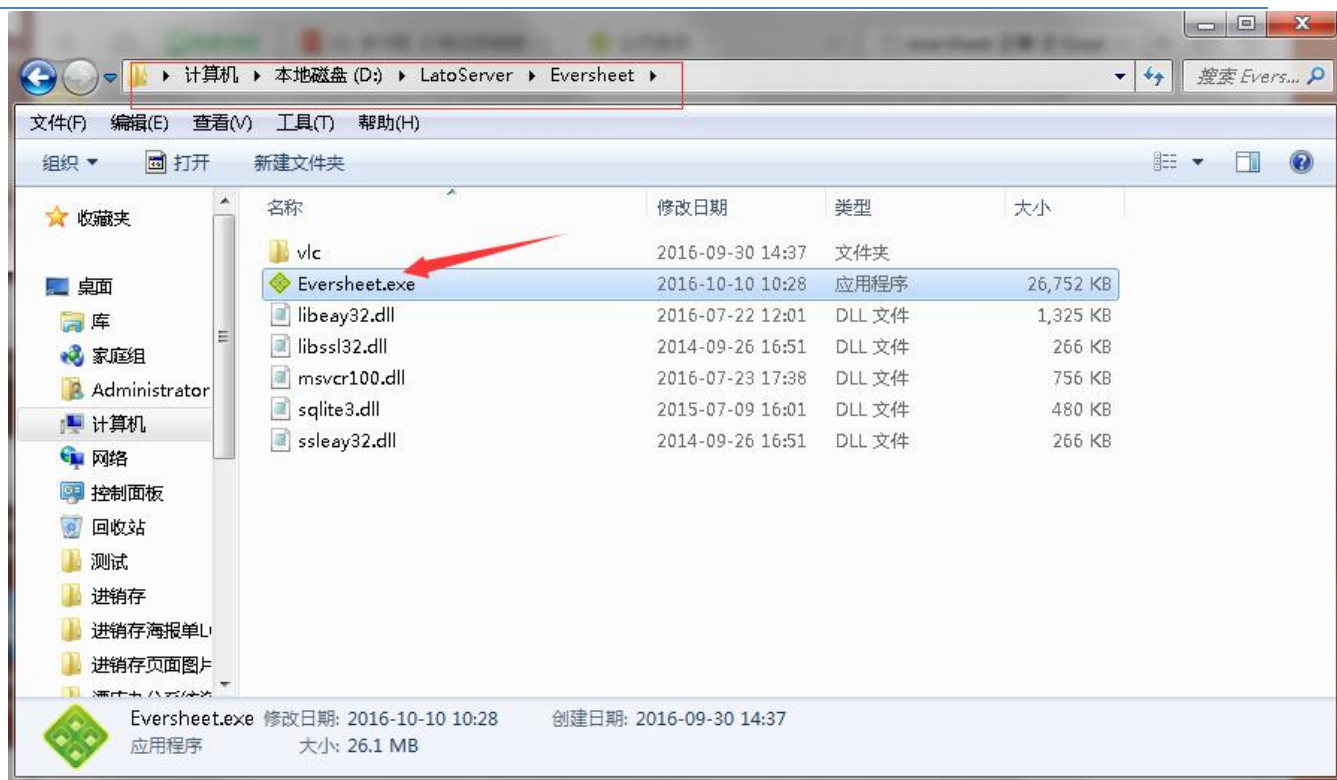 计算机 本地磁盘 (D:) LatoServer Eversheet 搜索 Evers...
文件(F) 编辑(E) 查看(V) 工具(T) 帮助(H)
组织 打开 新建文件夹
收藏夹
桌面
库
家庭组
Administrator
计算机
网络
控制面板
回收站
测试
进销存
进销存海报单L
进销存页面图片
名称 修改日期 类型 大小
vlc 2016-09-30 14:37 文件夹
Eversheet.exe 2016-10-10 10:28 应用程序 26,752 KB
libeay32.dll 2016-07-22 12:01 DLL 文件 1,325 KB
libssl32.dll 2014-09-26 16:51 DLL 文件 266 KB
msvcr100.dll 2016-07-23 17:38 DLL 文件 756 KB
sqlite3.dll 2015-07-09 16:01 DLL 文件 480 KB
ssleay32.dll 2014-09-26 16:51 DLL 文件 266 KB
Eversheet.exe 修改日期: 2016-10-10 10:28 创建日期: 2016-09-30 14:37
应用程序 大小: 26.1 MB